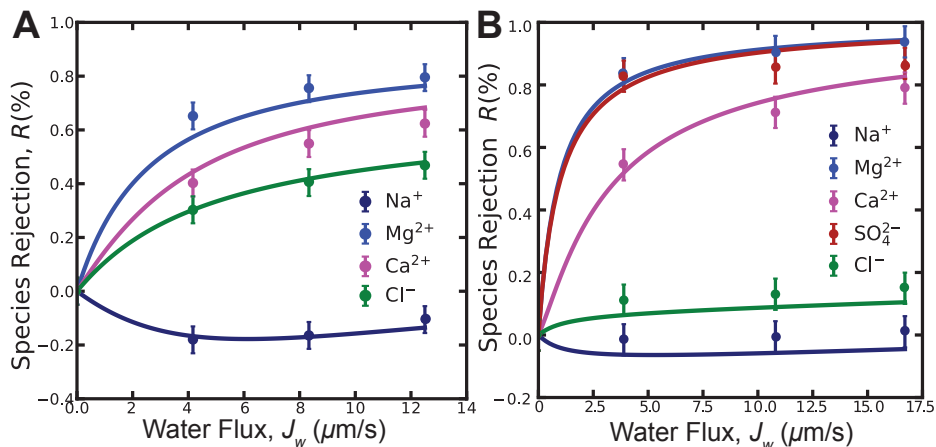 A
Species Rejection, R(%)
1.0
0.8
0.6
0.4
0.2
0.0
−0.2
−0.4
0.0
2
4
6
8
10
12
14
Water Flux, J_w (μm/s)
Na⁺
Mg²⁺
Ca²⁺
Cl⁻
B
Species Rejection R(%)
1.0
0.8
0.6
0.4
0.2
0.0
−0.2
0
2.5
5.0
7.5
10.0
12.5
15.0
17.5
Water Flux, J_w (μm/s)
Na⁺
Mg²⁺
Ca²⁺
SO₄²⁻
Cl⁻